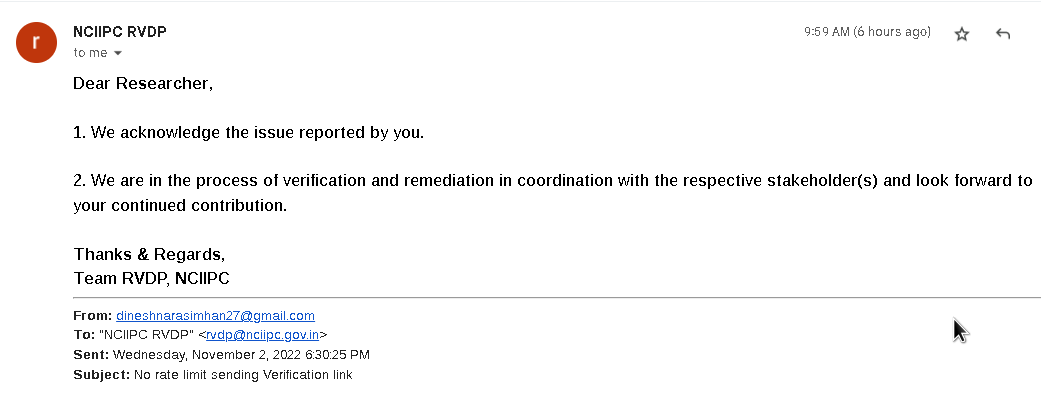 r
NCIIPC RVDP
9:59 AM (6 hours ago)
to me
Dear Researcher,
1. We acknowledge the issue reported by you.
2. We are in the process of verification and remediation in coordination with the respective stakeholder(s) and look forward to
your continued contribution.
Thanks & Regards,
Team RVDP, NCIIPC
From: dineshnarasimhan27@gmail.com
To: "NCIIPC RVDP" <rvdp@nciipc.gov.in>
Sent: Wednesday, November 2, 2022 6:30:25 PM
Subject: No rate limit sending Verification link